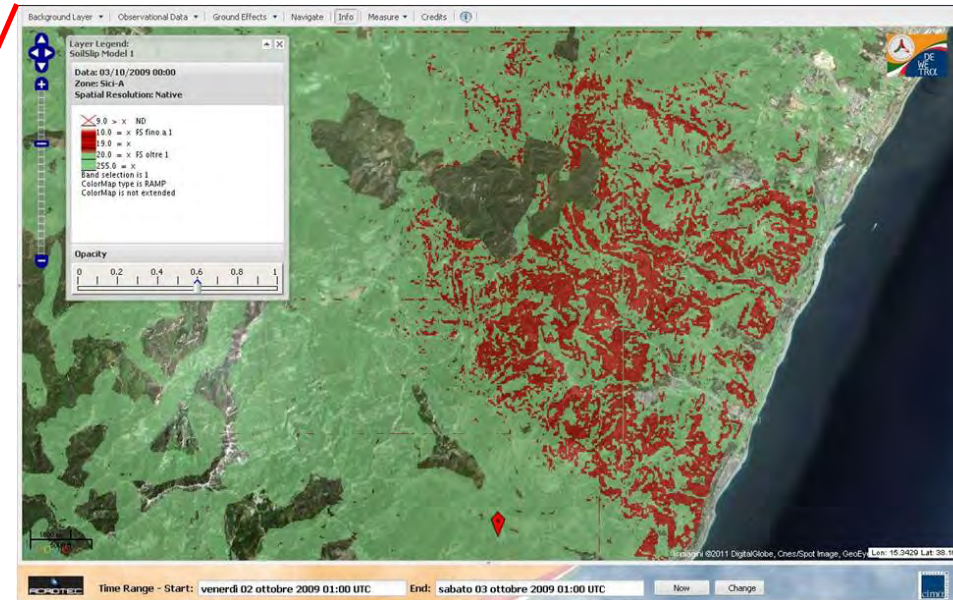 Background Layer Observational Data Ground Effects Navigate Info Measure Credits
Layer Legend:
SoilSlip Model 1
Data: 03/10/2009 00:00
Zone: Sici-A
Spatial Resolution: Native
9.0 > x ND
10.0 = x FS fino a 1
19.0 = x
20.0 = x FS oltre 1
255.0 = x
Band selection is 1
ColorMap type is RAMP
ColorMap is not extended
Opacity
0 0.2 0.4 0.6 0.8 1
DE
WE
TRA
©2011 DigitalGlobe, Cnes/Spot Image, GeoEy
Lon: 15.3429 Lat: 38.1
ACROTEC Time Range - Start: venerdì 02 ottobre 2009 01:00 UTC End: sabato 03 ottobre 2009 01:00 UTC Now Change cima